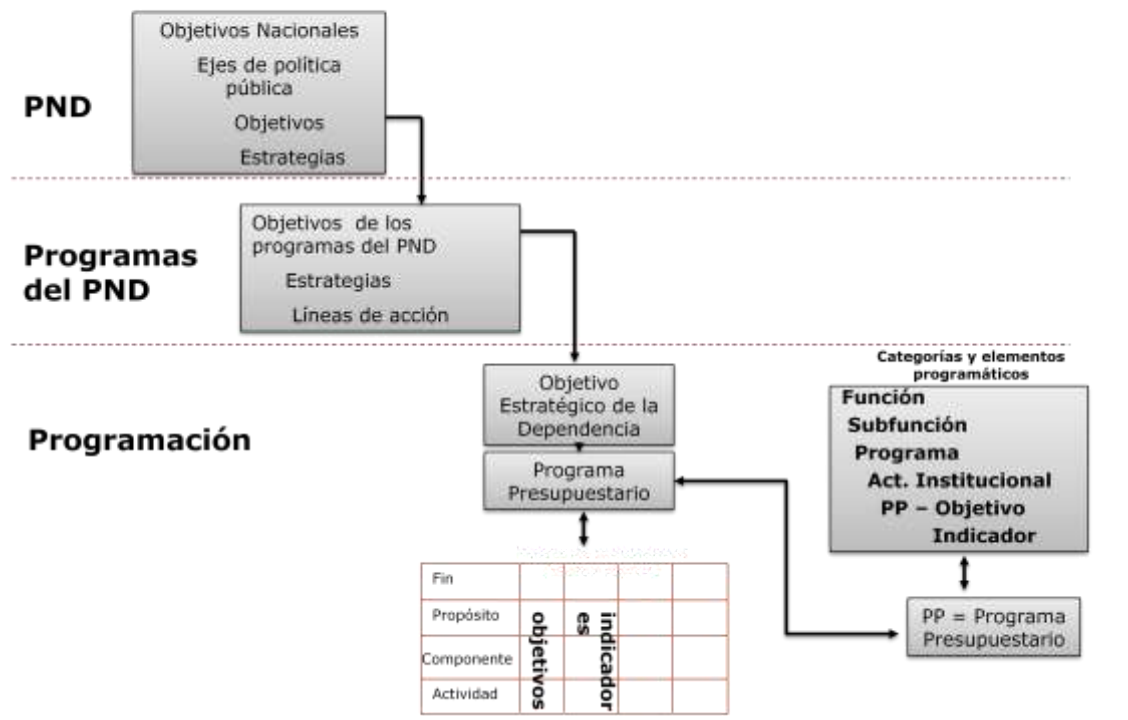 PND
Objetivos Nacionales
Ejes de política
pública
Objetivos
Estrategias
Programas
del PND
Objetivos de los
programas del PND
Estrategias
Líneas de acción
Programación
Objetivo
Estratégico de la
Dependencia
Programa
Presupuestario
Categorías y elementos
programáticos
Función
Subfunción
Programa
Act. Institucional
PP – Objetivo
Indicador
PP = Programa
Presupuestario
Fin
Propósito
Componente
Actividad
objetivos
indicador
es